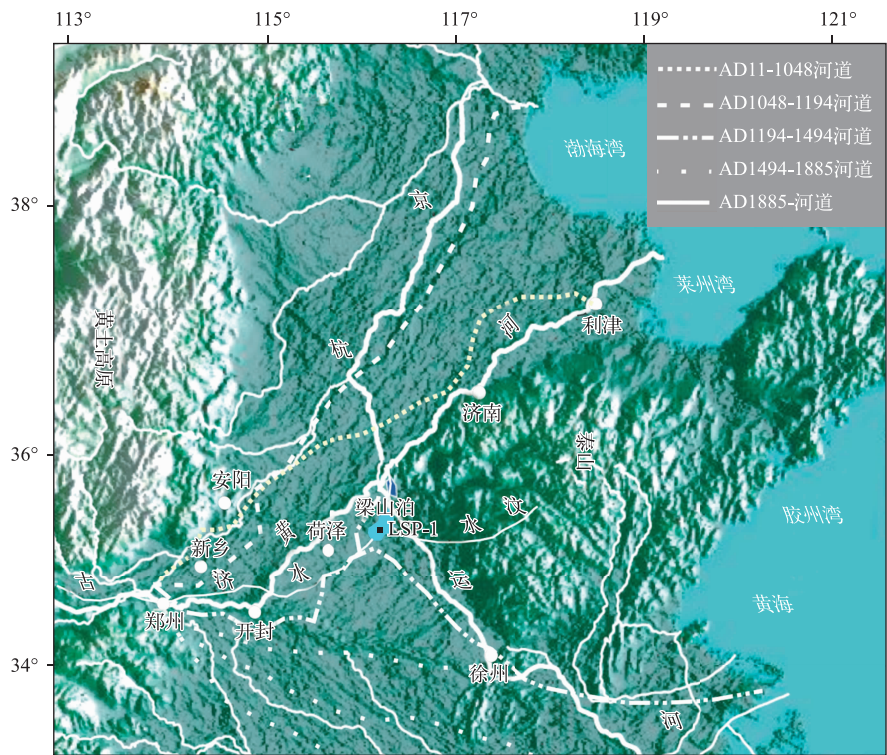 113°
115°
117°
119°
121°
38°
36°
34°
AD11-1048河道
AD1048-1194河道
AD1194-1494河道
AD1494-1885河道
AD1885-河道
渤海湾
莱州湾
胶州湾
黄海
黄土高原
京
杭
运
河
黄
河
利津
济南
泰山
安阳
梁山泊
LSP-1
汶
水
菏泽
新乡
古
济
水
郑州
开封
徐州